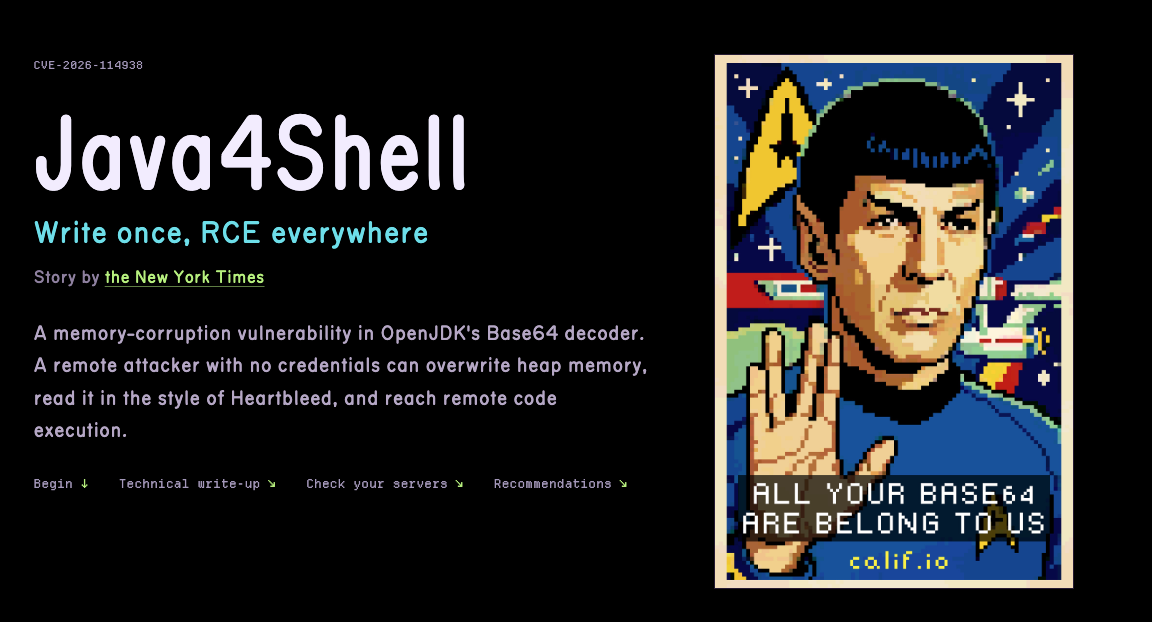 CVE-2026-114938
Java4Shell
Write once, RCE everywhere
Story by the New York Times
A memory-corruption vulnerability in OpenJDK's Base64 decoder.
A remote attacker with no credentials can overwrite heap memory,
read it in the style of Heartbleed, and reach remote code
execution.
Begin ↓ Technical write-up ↘ Check your servers ↘ Recommendations ↘
ALL YOUR BASE64
ARE BELONG TO US
calif.io